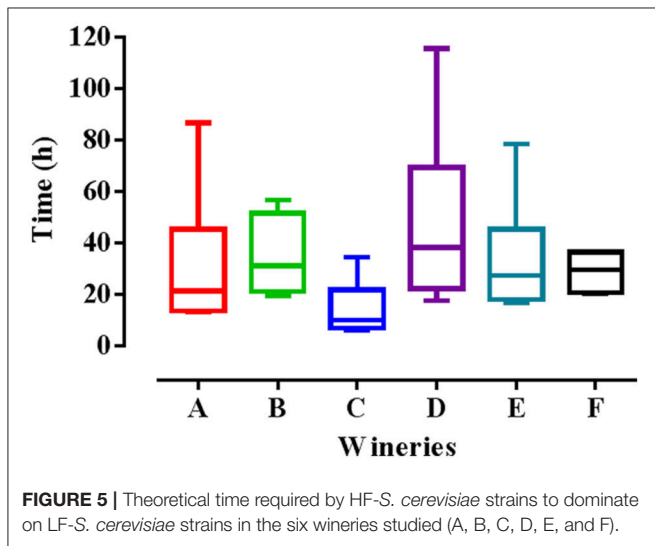 120
100
80
60
40
20
0
Time (h)
A B C D E F
Wineries
FIGURE 5 | Theoretical time required by HF-S. cerevisiae strains to dominate
on LF-S. cerevisiae strains in the six wineries studied (A, B, C, D, E, and F).